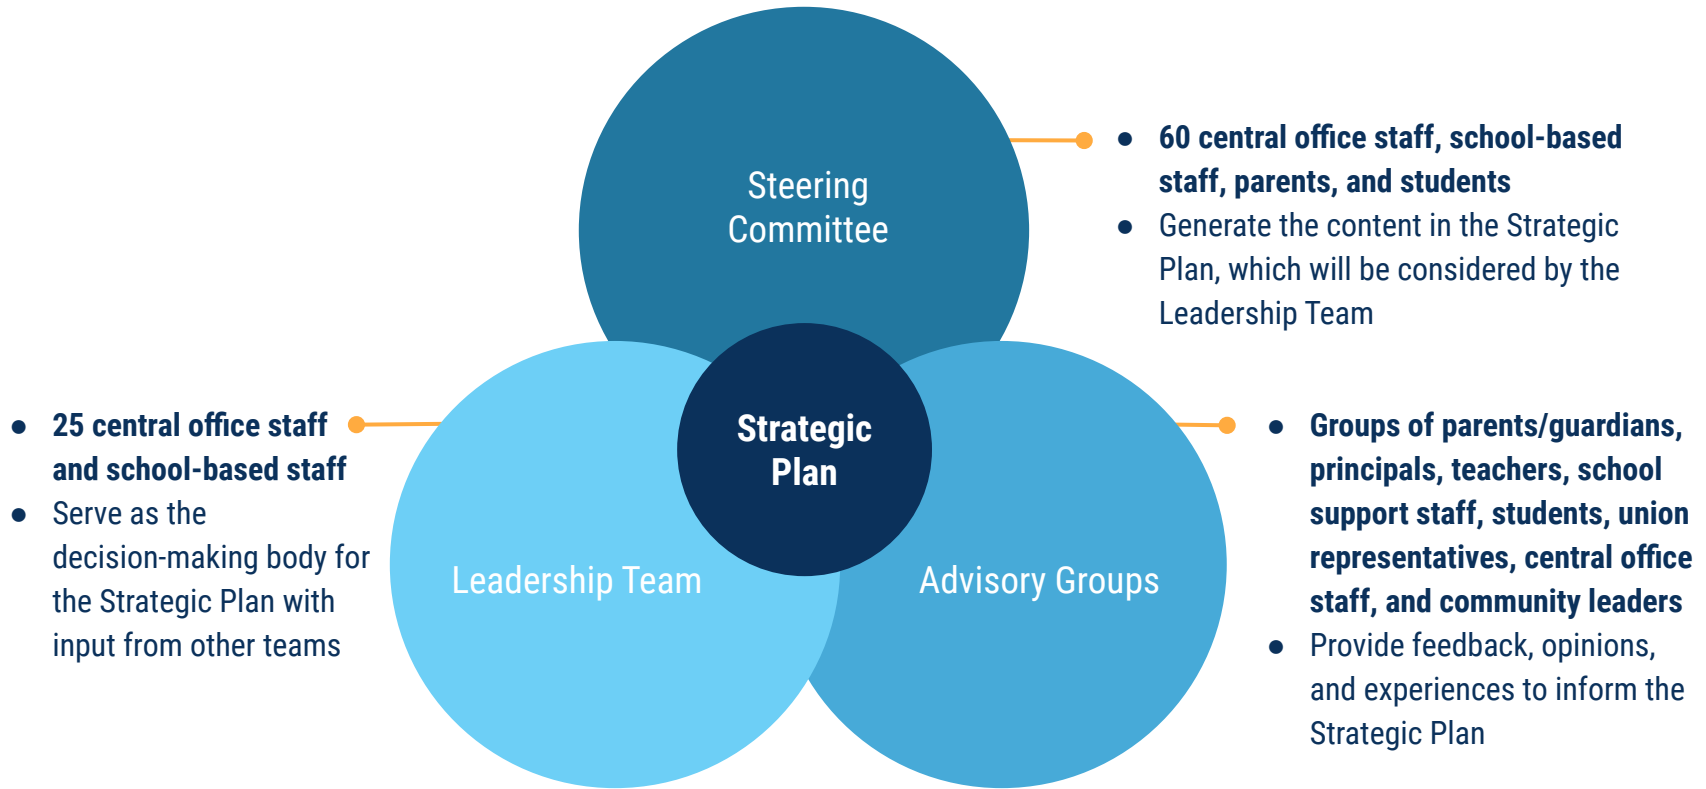 Steering
Committee
● 60 central office staff, school-based
staff, parents, and students
● Generate the content in the Strategic
Plan, which will be considered by the
Leadership Team
● 25 central office staff
and school-based staff
● Serve as the
decision-making body for
the Strategic Plan with
input from other teams
Strategic
Plan
Leadership Team
Advisory Groups
● Groups of parents/guardians,
principals, teachers, school
support staff, students, union
representatives, central office
staff, and community leaders
● Provide feedback, opinions,
and experiences to inform the
Strategic Plan